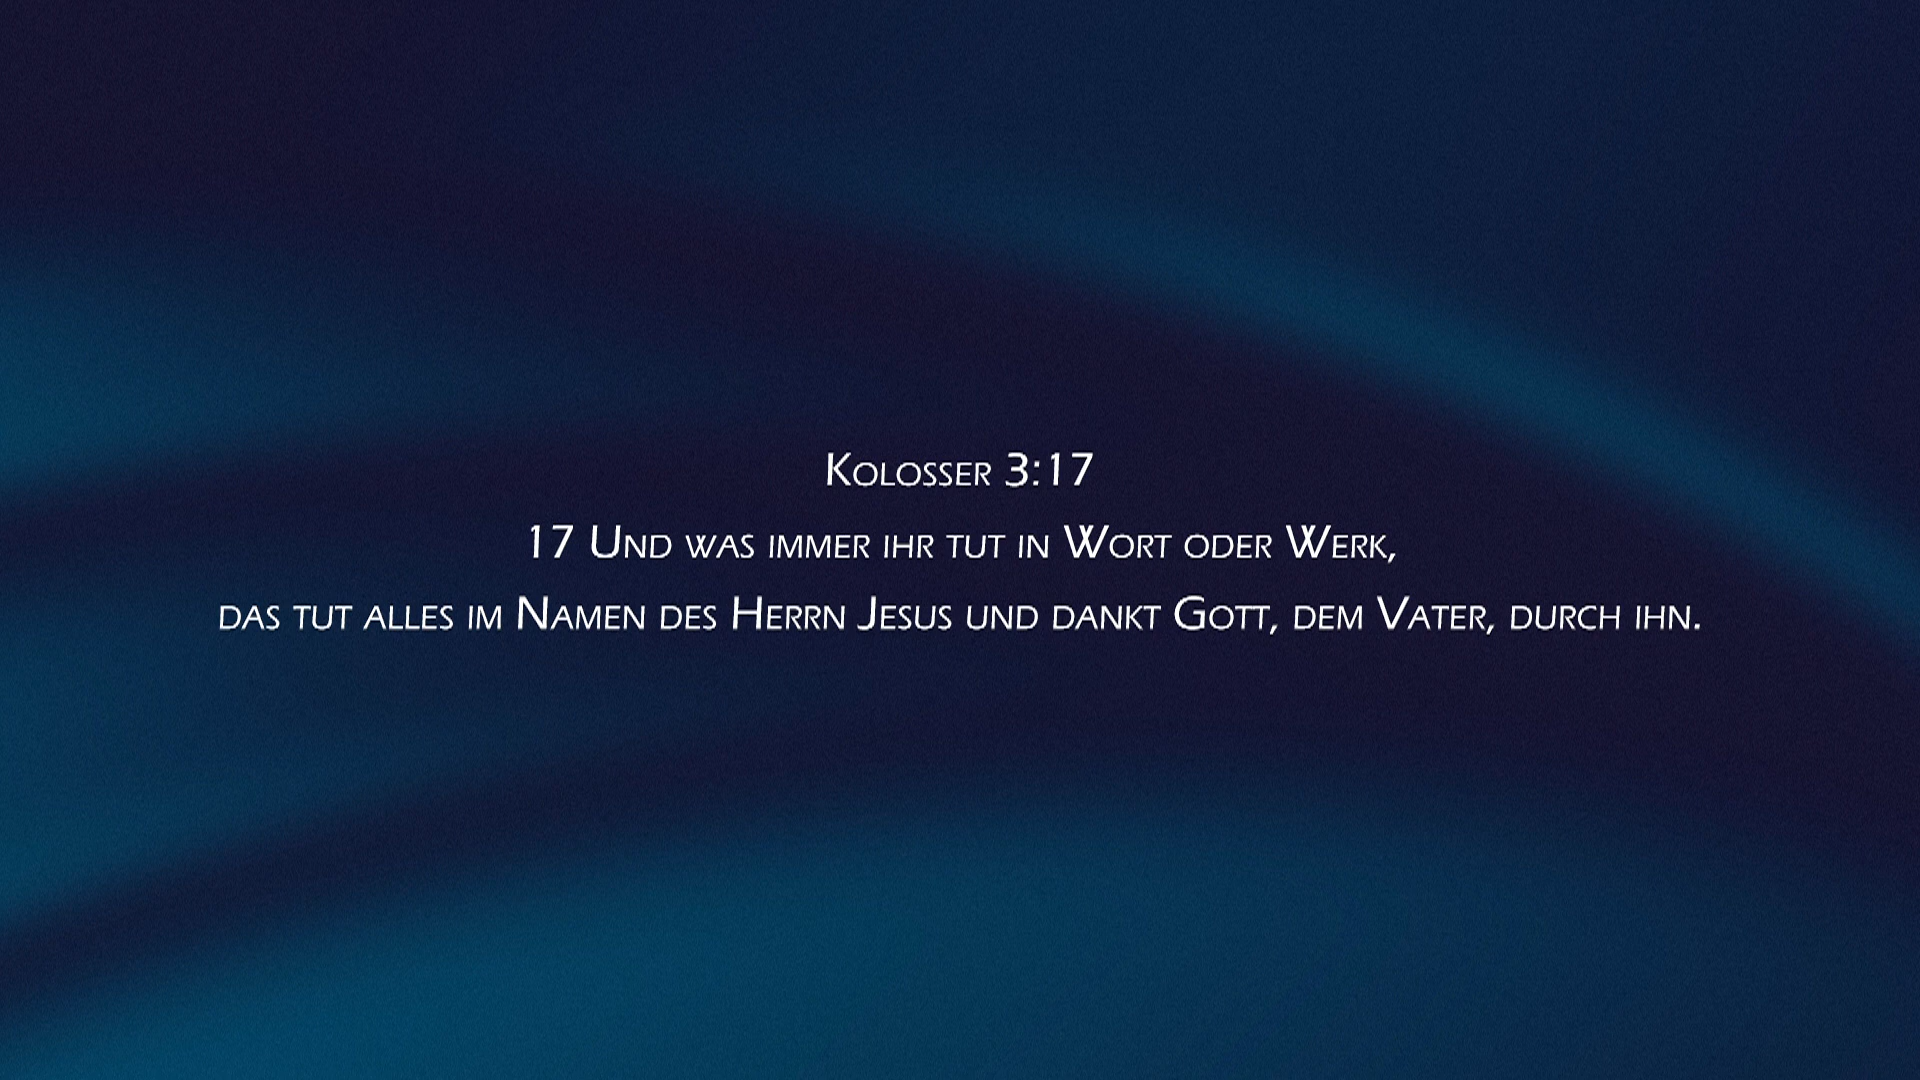 Kolosser 3:17
17 Und was immer ihr tut in Wort oder Werk,
das tut alles im Namen des Herrn Jesus und dankt Gott, dem Vater, durch ihn.